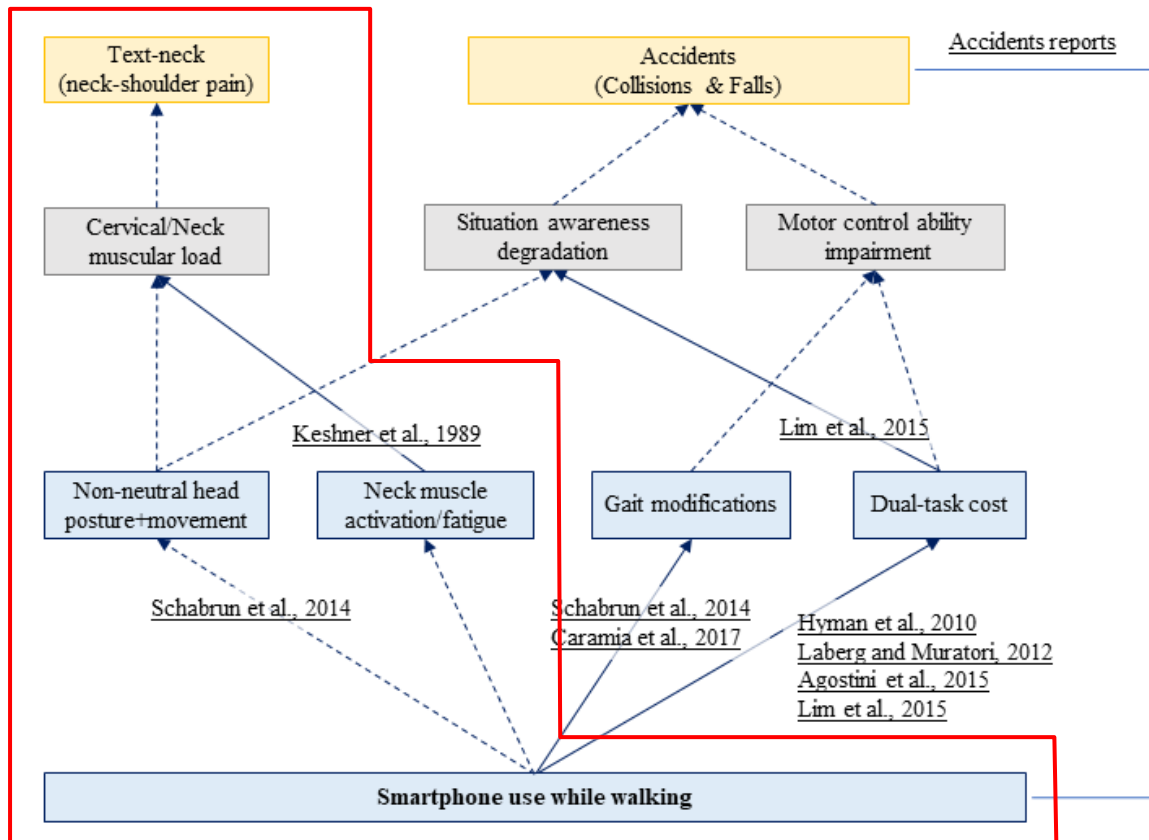 Text-neck
(neck-shoulder pain)
Accidents
(Collisions & Falls)
Accidents reports
Cervical/Neck
muscular load
Situation awareness
degradation
Motor control ability
impairment
Keshner et al., 1989
Lim et al., 2015
Non-neutral head
posture+movement
Neck muscle
activation/fatigue
Gait modifications
Dual-task cost
Schabrun et al., 2014
Schabrun et al., 2014
Caramia et al., 2017
Hyman et al., 2010
Laberg and Muratori, 2012
Agostini et al., 2015
Lim et al., 2015
Smartphone use while walking